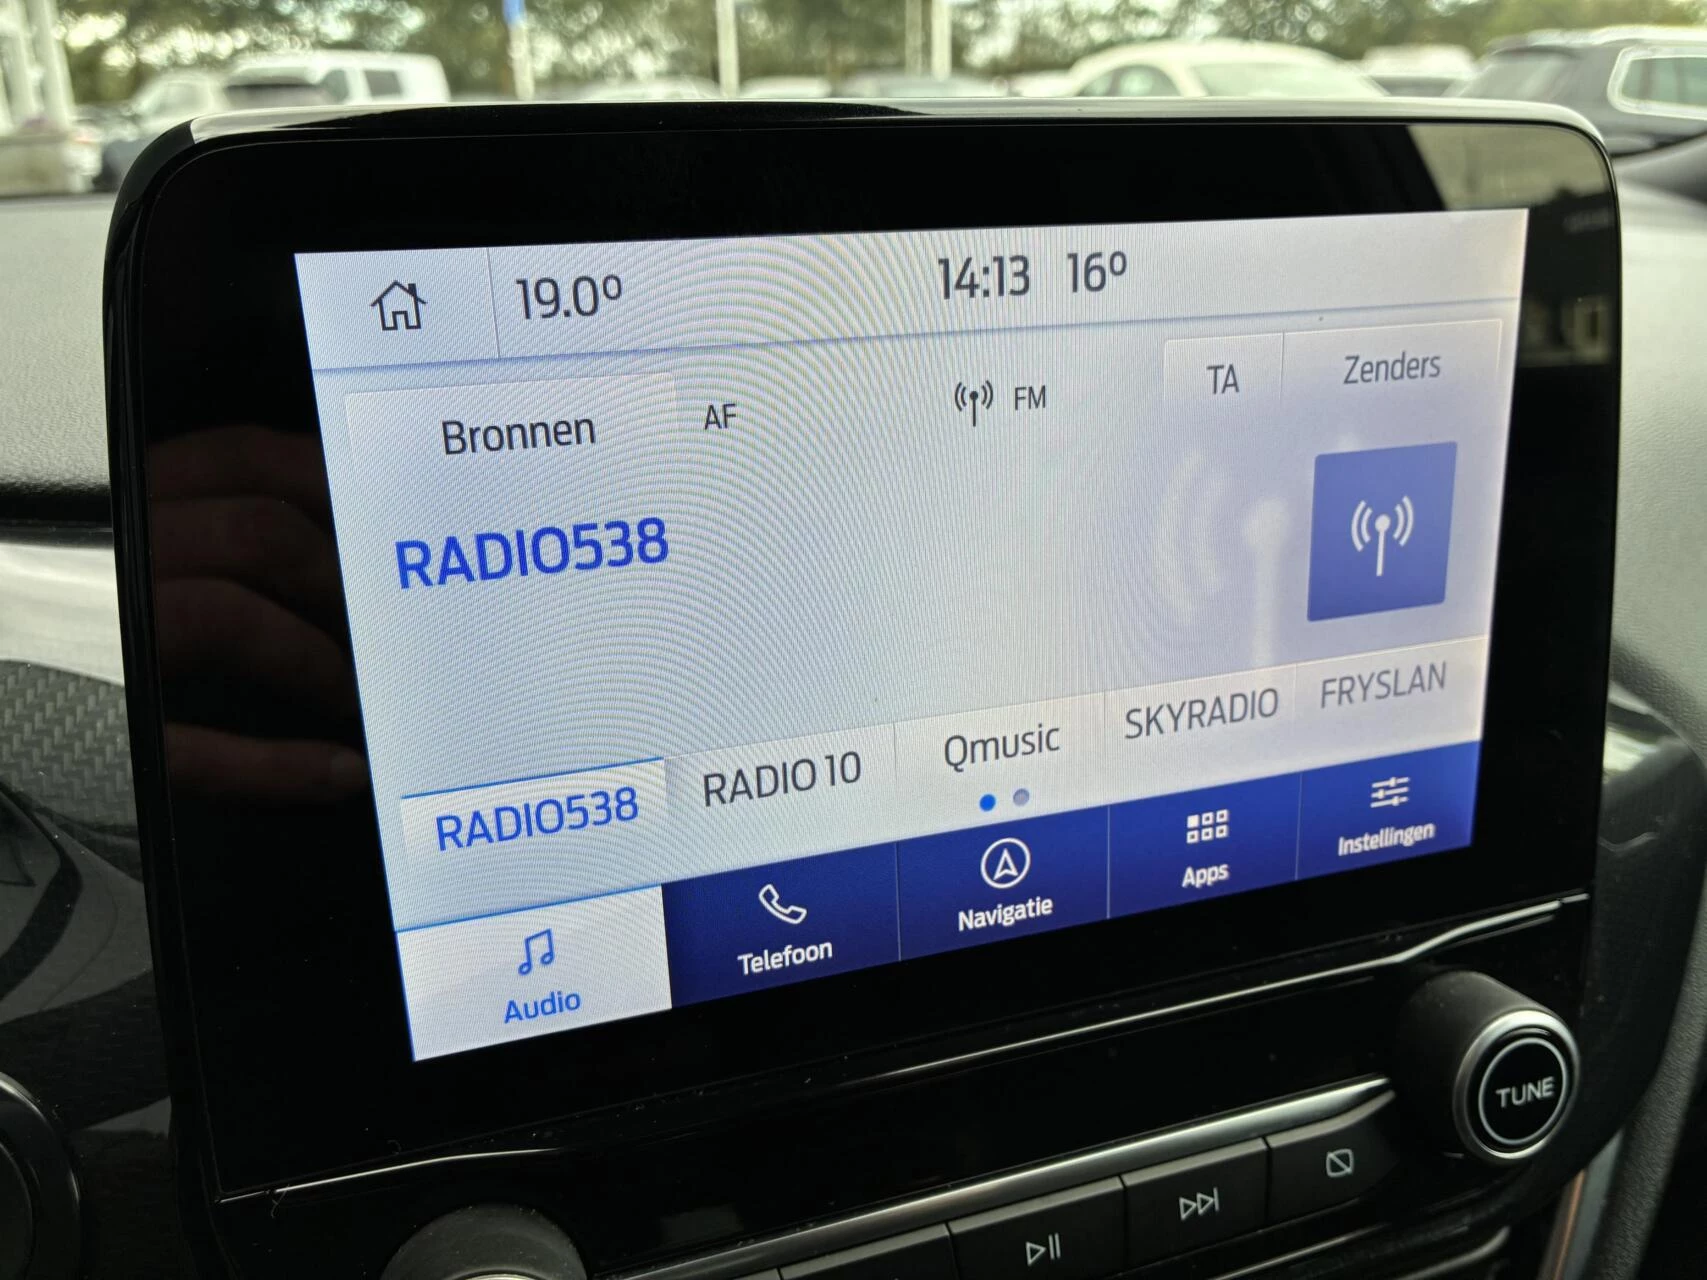 19.0º 14:13 16º
Bronnen AF FM TA Zenders
RADIO538
RADIO538 RADIO 10 Qmusic SKYRADIO FRYSLAN
Audio Telefoon Navigatie Apps Instellingen
TUNE